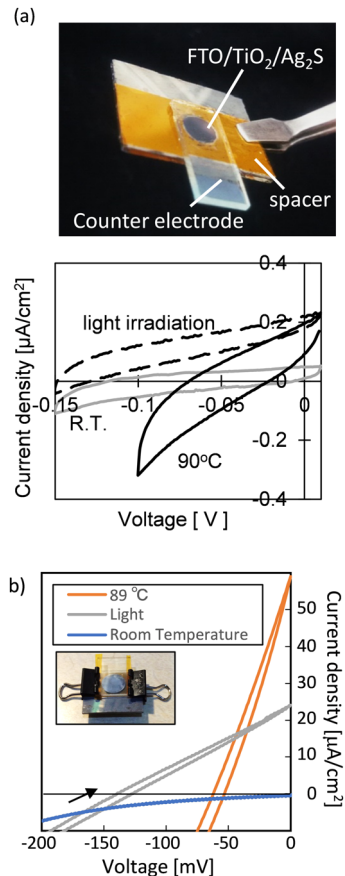 (a)
FTO/TiO2/Ag2S
spacer
Counter electrode
Current density [μA/cm2]
0.4
light irradiation
0.2
0
-0.15
-0.1
-0.05
0
R.T.
-0.2
90oC
-0.4
Voltage [ V ]
b)
89 ℃
Light
Room Temperature
50
40
30
20
10
0
Current density [μA/cm2]
-200
-150
-100
-50
0
Voltage [mV]